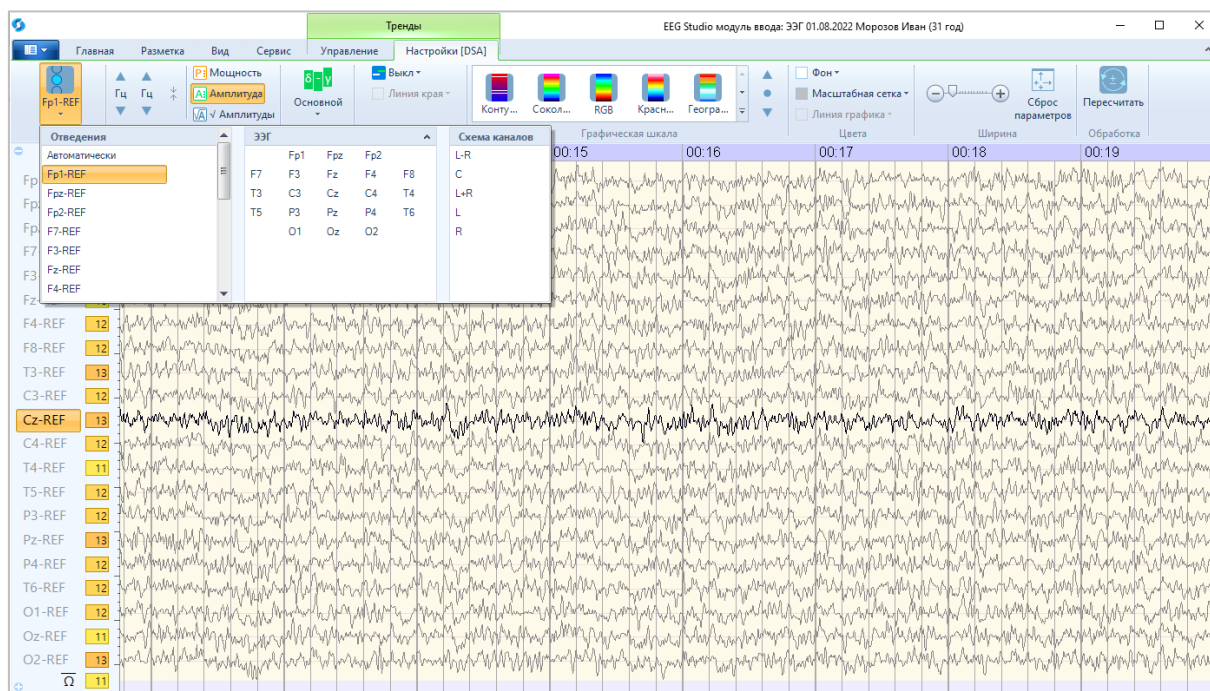 Тренды
EEG Studio модуль ввода: ЭЭГ 01.08.2022 Морозов Иван (31 год)
Главная Разметка Вид Сервис Управление Настройки [DSA]
Fp1-REF
Гц Гц
P Мощность
A Амплитуда
√A √ Амплитуды
δ-γ
Основной
Выкл
Линия края
Конту... Сокол... RGB Красн... Геогра...
Фон
Масштабная сетка
Линия графика
Сброс параметров
Пересчитать
Графическая шкала Цвета Ширина Обработка
Отведения ЭЭГ Схема каналов
Автоматически
Fp1-REF
Fpz-REF
Fp2-REF
F7-REF
F3-REF
Fz-REF
F4-REF
Fp1 Fpz Fp2
F7 F3 Fz F4 F8
T3 C3 Cz C4 T4
T5 P3 Pz P4 T6
O1 Oz O2
L-R
C
L+R
L
R
00:15 00:16 00:17 00:18 00:19
Fp
Fp
Fp
F7
F3-
Fz-
F4-REF 12
F8-REF 12
T3-REF 13
C3-REF 12
Cz-REF 13
C4-REF 12
T4-REF 11
T5-REF 12
P3-REF 12
Pz-REF 13
P4-REF 12
T6-REF 12
O1-REF 12
Oz-REF 11
O2-REF 13
Ω 11